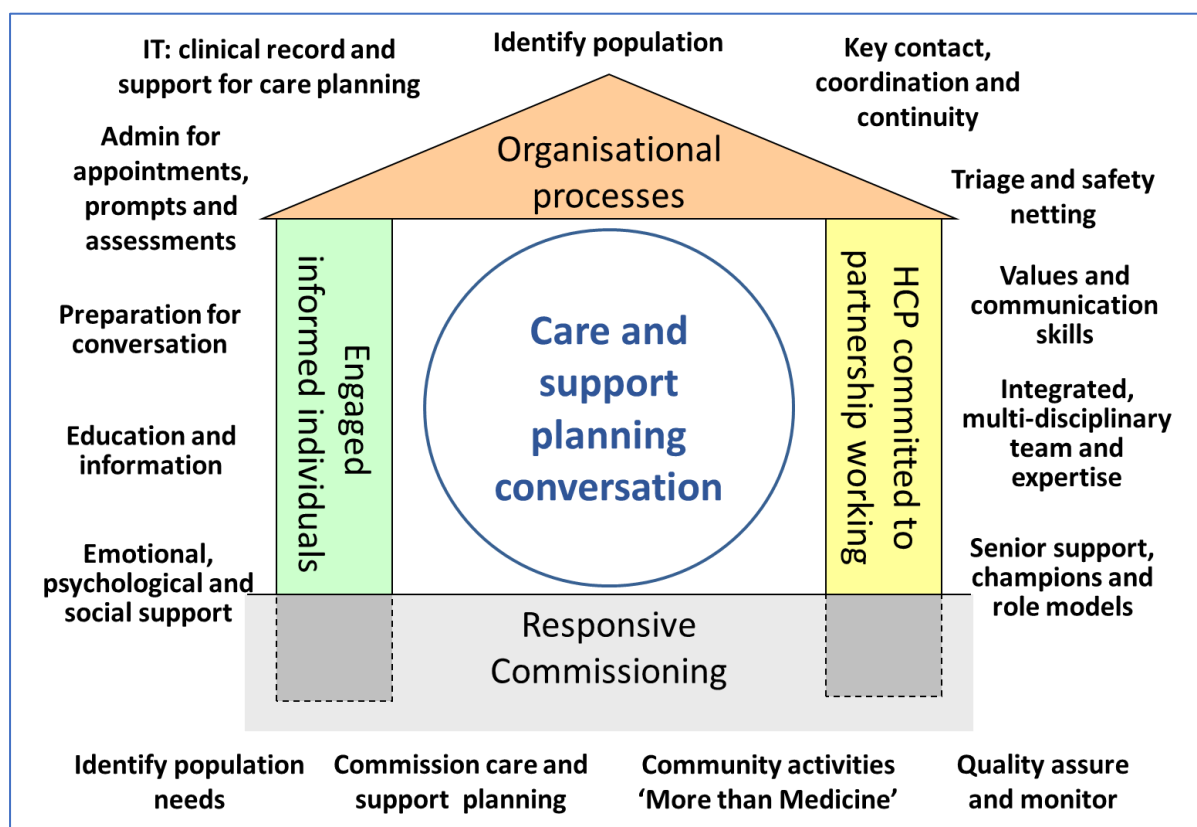 IT: clinical record and
support for care planning
Identify population
Key contact,
coordination and
continuity
Admin for
appointments,
prompts and
assessments
Organisational
processes
Triage and safety
netting
Preparation for
conversation
Engaged
informed individuals
Care and
support
planning
conversation
HCP committed to
partnership working
Values and
communication
skills
Education and
information
Integrated,
multi-disciplinary
team and
expertise
Emotional,
psychological and
social support
Senior support,
champions and
role models
Responsive
Commissioning
Identify population
needs
Commission care and
support planning
Community activities
‘More than Medicine’
Quality assure
and monitor